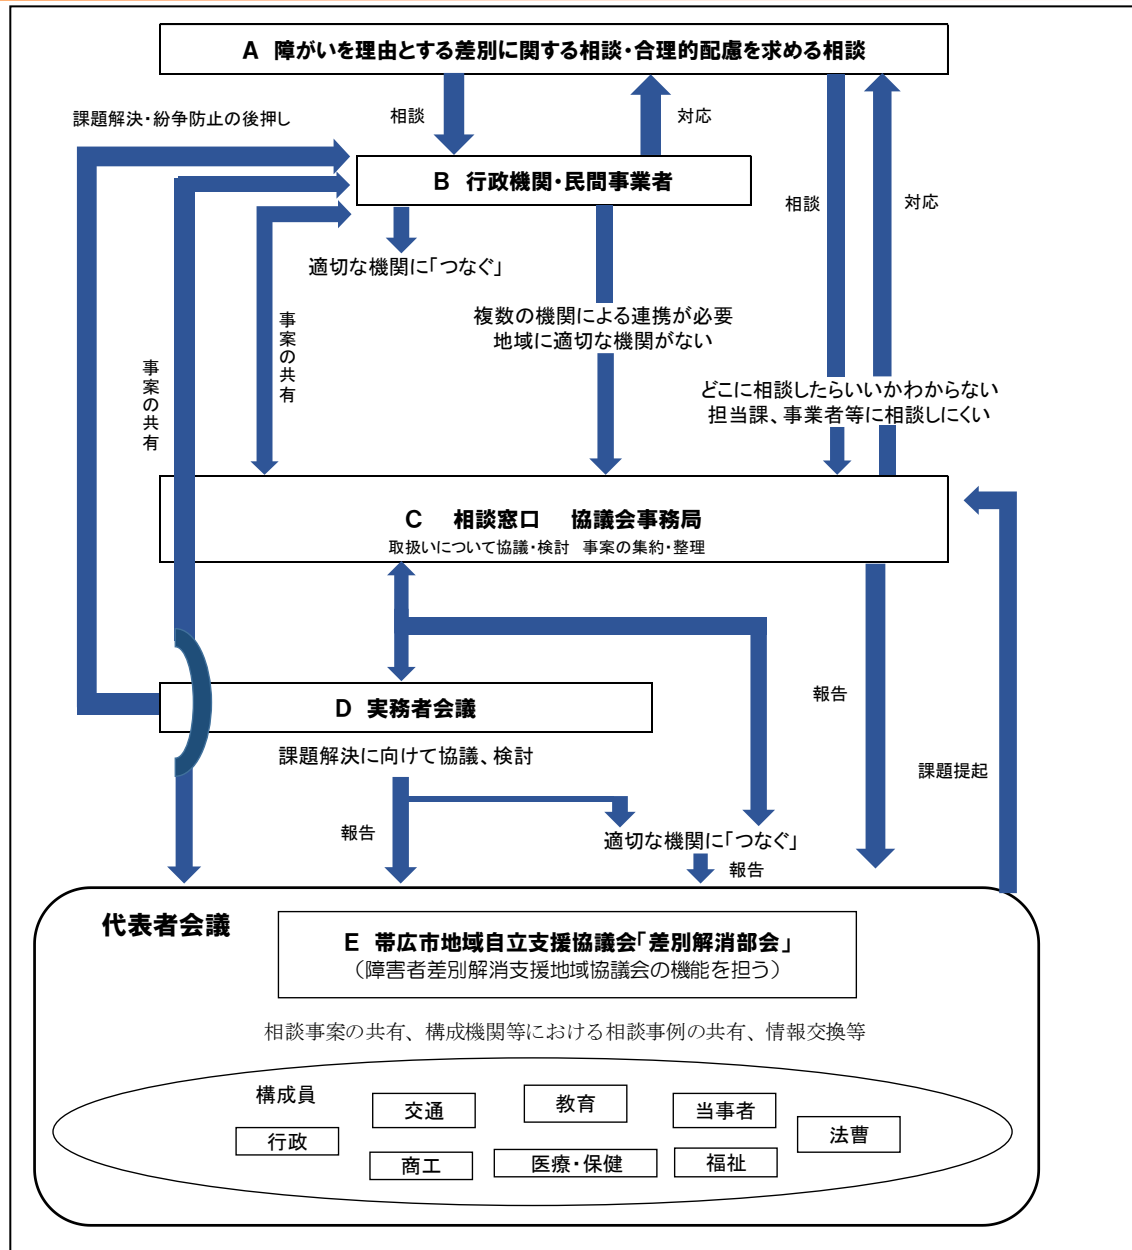 A 障がいを理由とする差別に関する相談・合理的配慮を求める相談
課題解決・紛争防止の後押し
相談
対応
B 行政機関・民間事業者
相談
対応
適切な機関に「つなぐ」
複数の機関による連携が必要
地域に適切な機関がない
事案の共有
事案の共有
どこに相談したらいいかわからない
担当課、事業者等に相談しにくい
C 相談窓口 協議会事務局
取扱いについて協議・検討 事案の集約・整理
D 実務者会議
報告
課題解決に向けて協議、検討
課題提起
報告
適切な機関に「つなぐ」
報告
代表者会議
E 帯広市地域自立支援協議会「差別解消部会」
（障害者差別解消支援地域協議会の機能を担う）
相談事案の共有、構成機関等における相談事例の共有、情報交換等
構成員
交通
教育
当事者
法曹
行政
商工
医療・保健
福祉